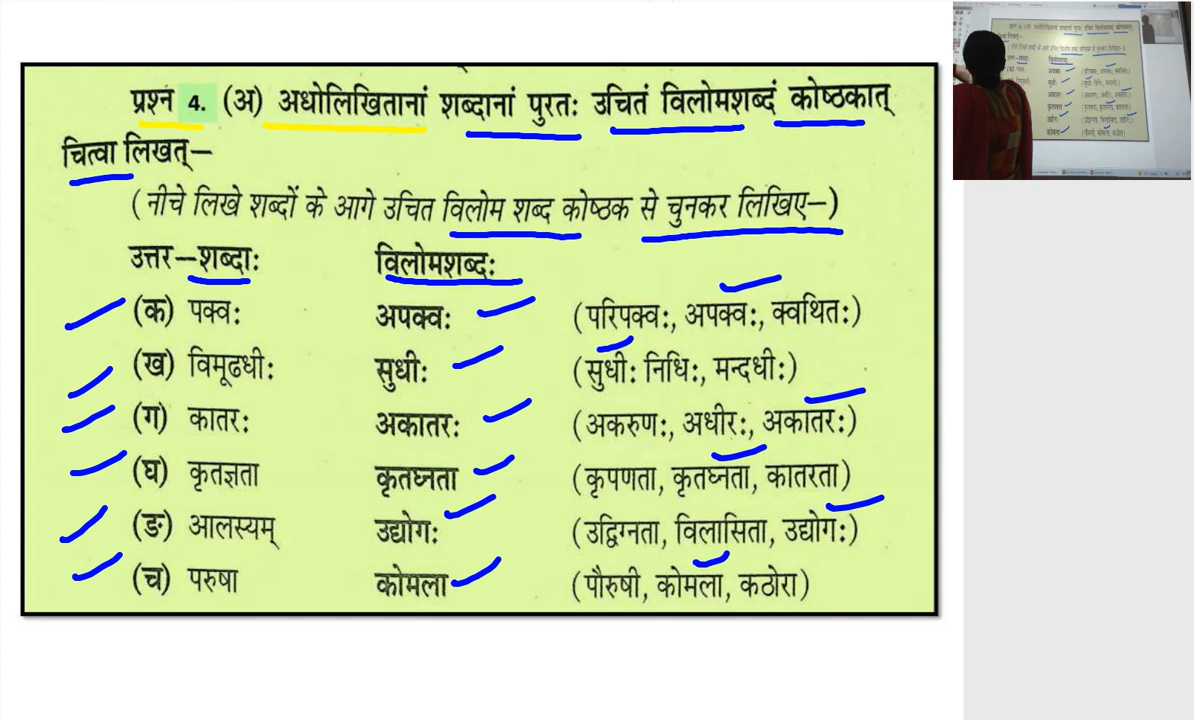 प्रश्न 4. (अ) अधोलिखितानां शब्दानां पुरतः उचितं विलोमशब्दं कोष्ठकात्
चित्वा लिखत्–
(नीचे लिखे शब्दों के आगे उचित विलोम शब्द कोष्ठक से चुनकर लिखिए–)
उत्तर–शब्दाः विलोमशब्दः
(क) पक्वः अपक्वः (परिपक्वः, अपक्वः, क्वथितः)
(ख) विमूढधीः सुधीः (सुधीः निधिः, मन्दधीः)
(ग) कातरः अकातरः (अकरुणः, अधीरः, अकातरः)
(घ) कृतज्ञता कृतघ्नता (कृपणता, कृतघ्नता, कातरता)
(ङ) आलस्यम् उद्योगः (उद्विग्नता, विलासिता, उद्योगः)
(च) परुषा कोमला (पौरुषी, कोमला, कठोरा)